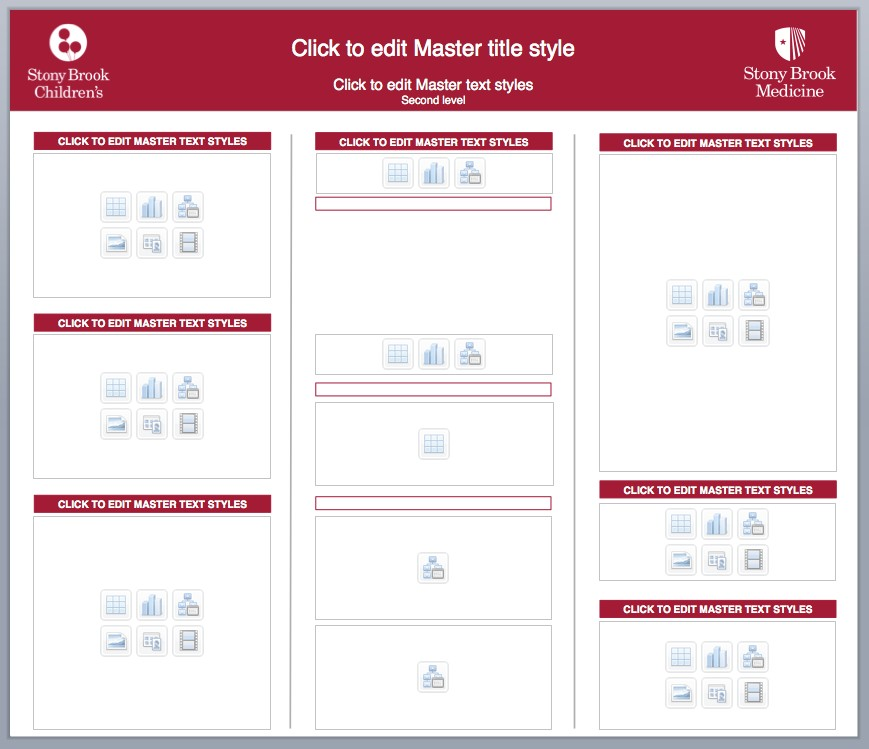 Stony Brook
Children's
Click to edit Master title style
Click to edit Master text styles
Second level
Stony Brook
Medicine
CLICK TO EDIT MASTER TEXT STYLES
CLICK TO EDIT MASTER TEXT STYLES
CLICK TO EDIT MASTER TEXT STYLES
CLICK TO EDIT MASTER TEXT STYLES
CLICK TO EDIT MASTER TEXT STYLES
CLICK TO EDIT MASTER TEXT STYLES
CLICK TO EDIT MASTER TEXT STYLES